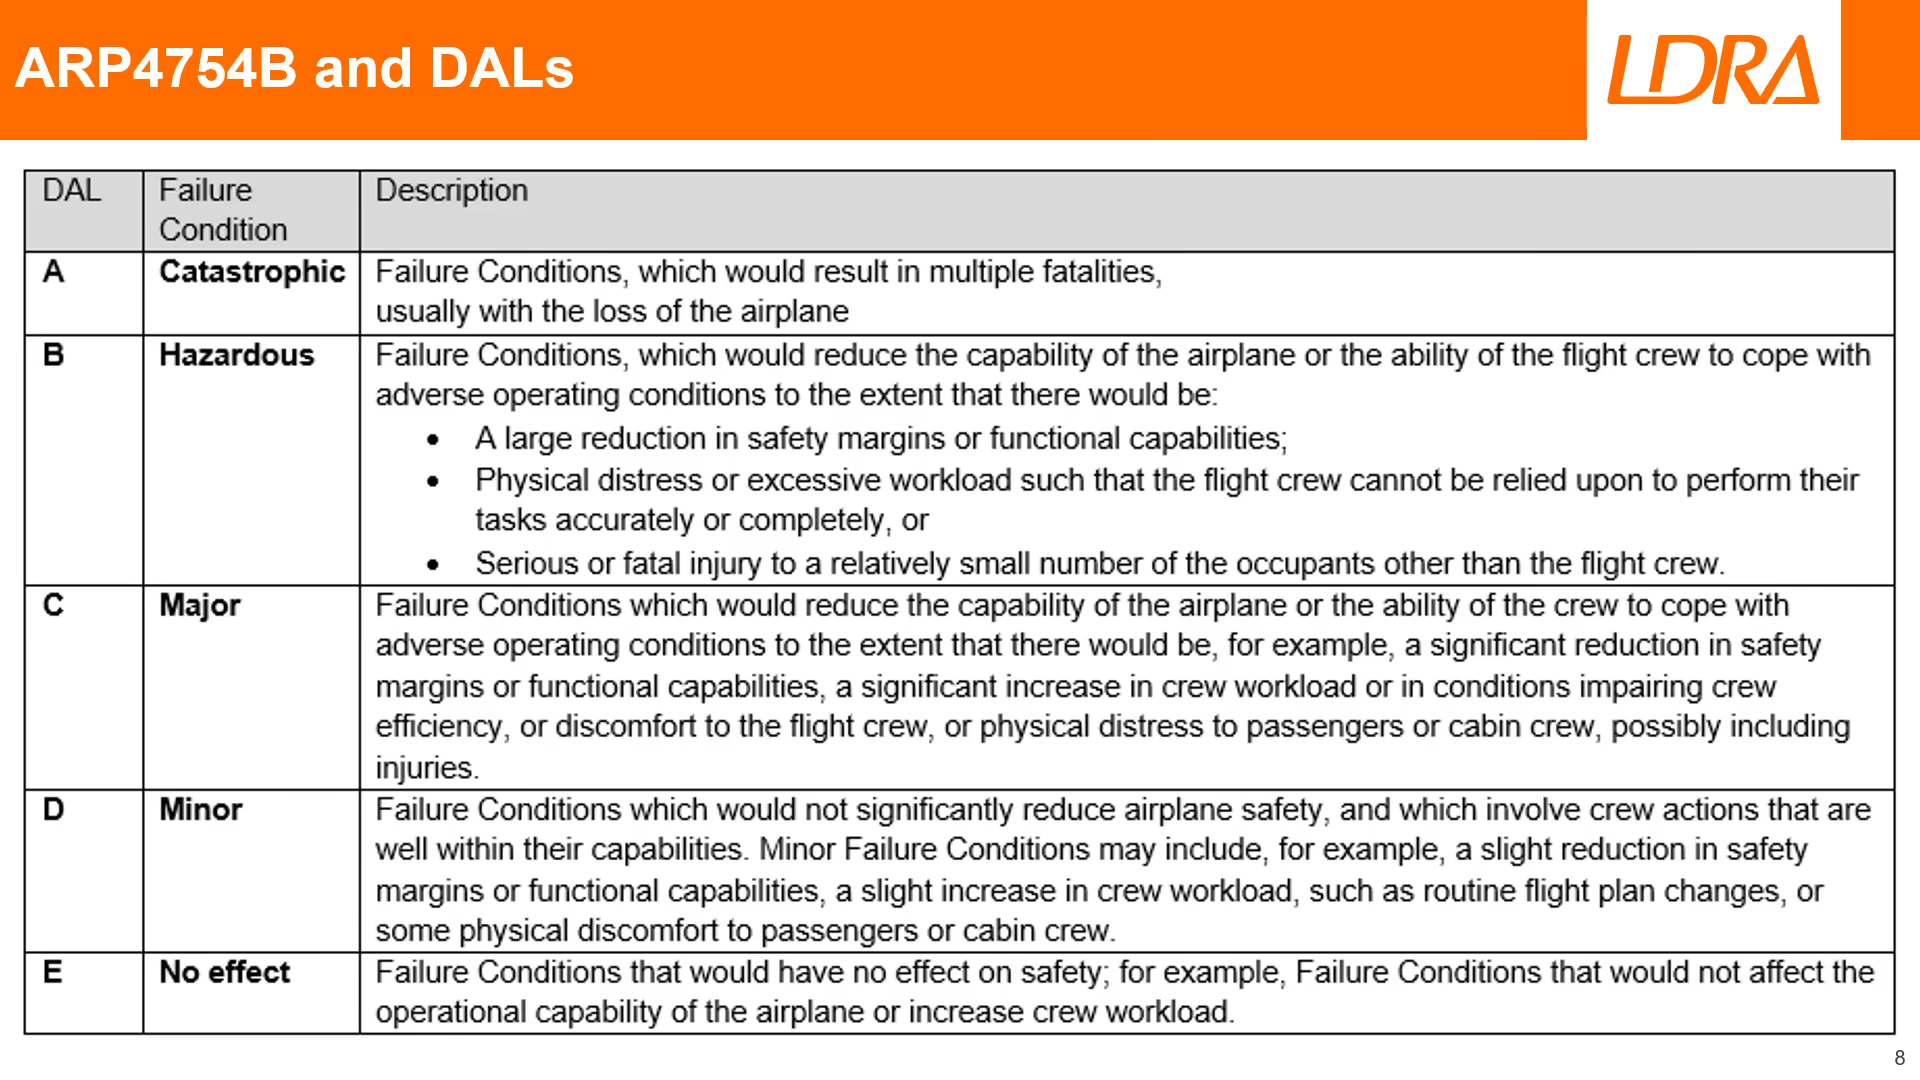 ARP4754B and DALs
LDRA
DAL
Failure
Condition
Description
A
Catastrophic
Failure Conditions, which would result in multiple fatalities,
usually with the loss of the airplane
B
Hazardous
Failure Conditions, which would reduce the capability of the airplane or the ability of the flight crew to cope with
adverse operating conditions to the extent that there would be:
• A large reduction in safety margins or functional capabilities;
• Physical distress or excessive workload such that the flight crew cannot be relied upon to perform their
tasks accurately or completely, or
• Serious or fatal injury to a relatively small number of the occupants other than the flight crew.
C
Major
Failure Conditions which would reduce the capability of the airplane or the ability of the crew to cope with
adverse operating conditions to the extent that there would be, for example, a significant reduction in safety
margins or functional capabilities, a significant increase in crew workload or in conditions impairing crew
efficiency, or discomfort to the flight crew, or physical distress to passengers or cabin crew, possibly including
injuries.
D
Minor
Failure Conditions which would not significantly reduce airplane safety, and which involve crew actions that are
well within their capabilities. Minor Failure Conditions may include, for example, a slight reduction in safety
margins or functional capabilities, a slight increase in crew workload, such as routine flight plan changes, or
some physical discomfort to passengers or cabin crew.
E
No effect
Failure Conditions that would have no effect on safety; for example, Failure Conditions that would not affect the
operational capability of the airplane or increase crew workload.
8